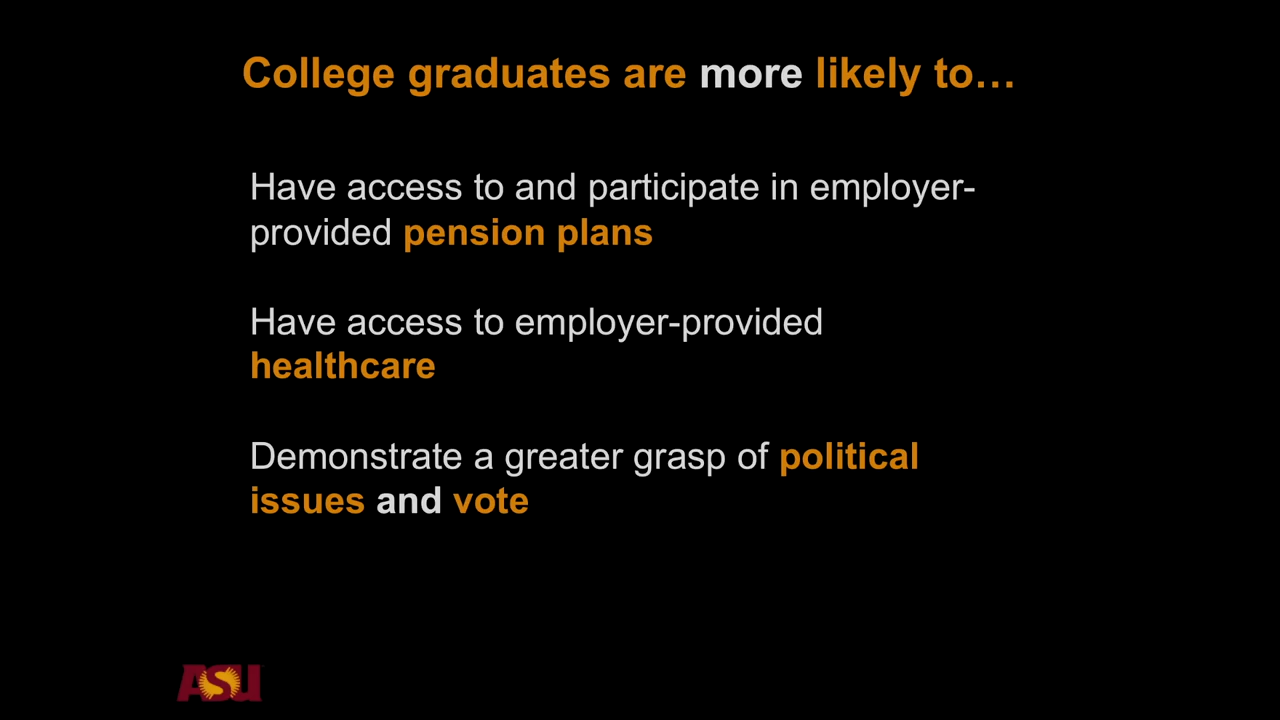 College graduates are more likely to…
Have access to and participate in employer-
provided pension plans
Have access to employer-provided
healthcare
Demonstrate a greater grasp of political
issues and vote
ASU